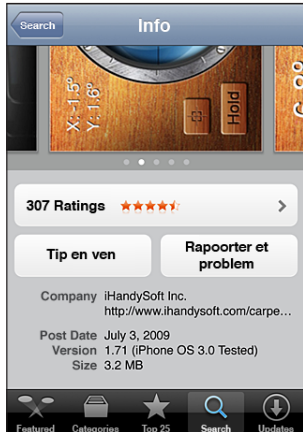 Search
Info
X:-1.5°
Y: 1.6°
Hold
307 Ratings
Tip en ven
Rapoorter et
problem
Company iHandySoft Inc.
http://www.ihandysoft.com/carpe...
Post Date July 3, 2009
Version 1.71 (iPhone OS 3.0 Tested)
Size 3.2 MB
Featured Categories Top 25 Search Updates